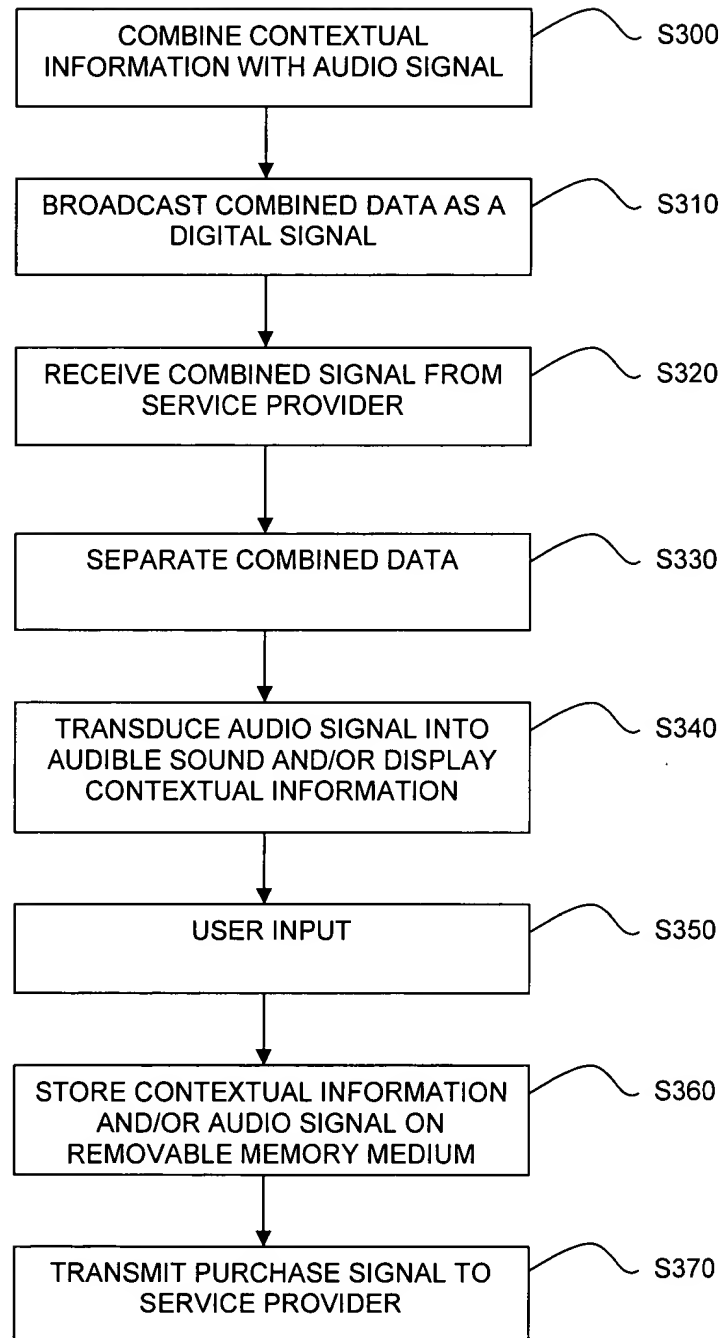 COMBINE CONTEXTUAL
INFORMATION WITH AUDIO SIGNAL
S300
BROADCAST COMBINED DATA AS A
DIGITAL SIGNAL
S310
RECEIVE COMBINED SIGNAL FROM
SERVICE PROVIDER
S320
SEPARATE COMBINED DATA
S330
TRANSDUCE AUDIO SIGNAL INTO
AUDIBLE SOUND AND/OR DISPLAY
CONTEXTUAL INFORMATION
S340
USER INPUT
S350
STORE CONTEXTUAL INFORMATION
AND/OR AUDIO SIGNAL ON
REMOVABLE MEMORY MEDIUM
S360
TRANSMIT PURCHASE SIGNAL TO
SERVICE PROVIDER
S370